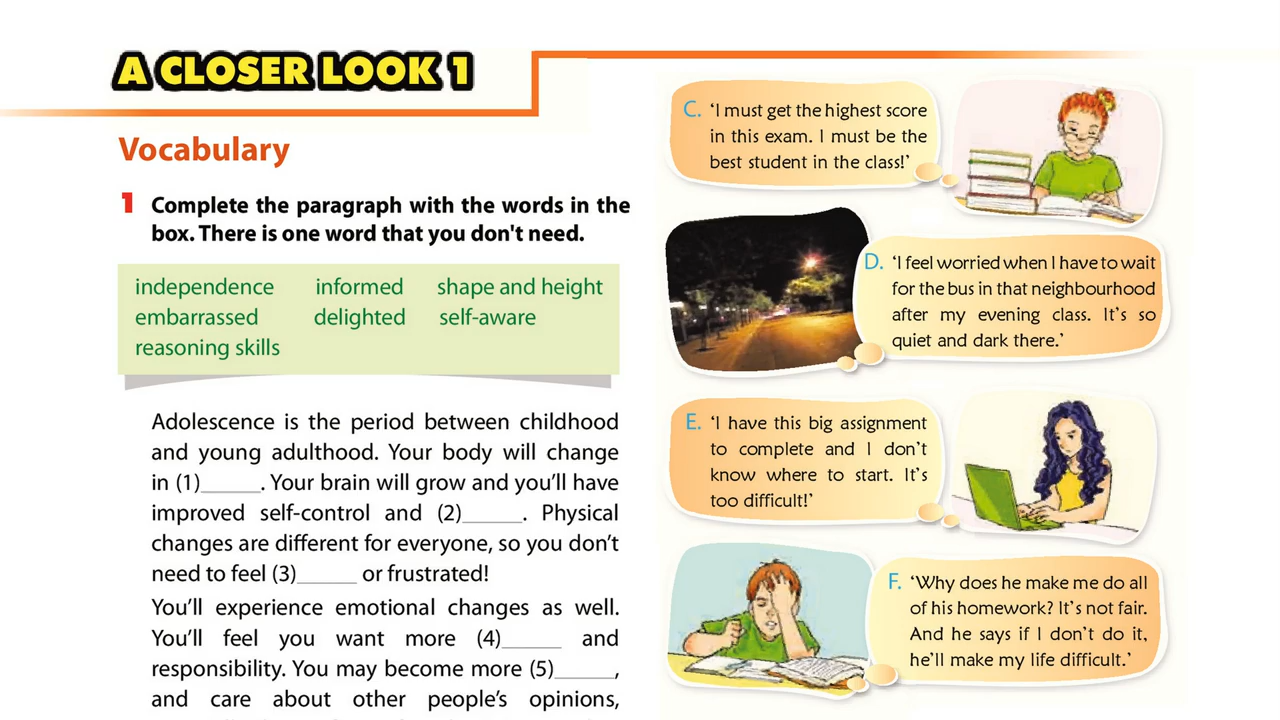 A CLOSER LOOK 1
Vocabulary
1 Complete the paragraph with the words in the
box. There is one word that you don't need.
independence informed shape and height
embarrassed delighted self-aware
reasoning skills
Adolescence is the period between childhood
and young adulthood. Your body will change
in (1)______. Your brain will grow and you’ll have
improved self-control and (2)______. Physical
changes are different for everyone, so you don’t
need to feel (3)______ or frustrated!
You’ll experience emotional changes as well.
You’ll feel you want more (4)______ and
responsibility. You may become more (5)______,
and care about other people’s opinions,
C. ‘I must get the highest score
in this exam. I must be the
best student in the class!’
D. ‘I feel worried when I have to wait
for the bus in that neighbourhood
after my evening class. It’s so
quiet and dark there.’
E. ‘I have this big assignment
to complete and I don’t
know where to start. It’s
too difficult!’
F. ‘Why does he make me do all
of his homework? It’s not fair.
And he says if I don’t do it,
he’ll make my life difficult.’